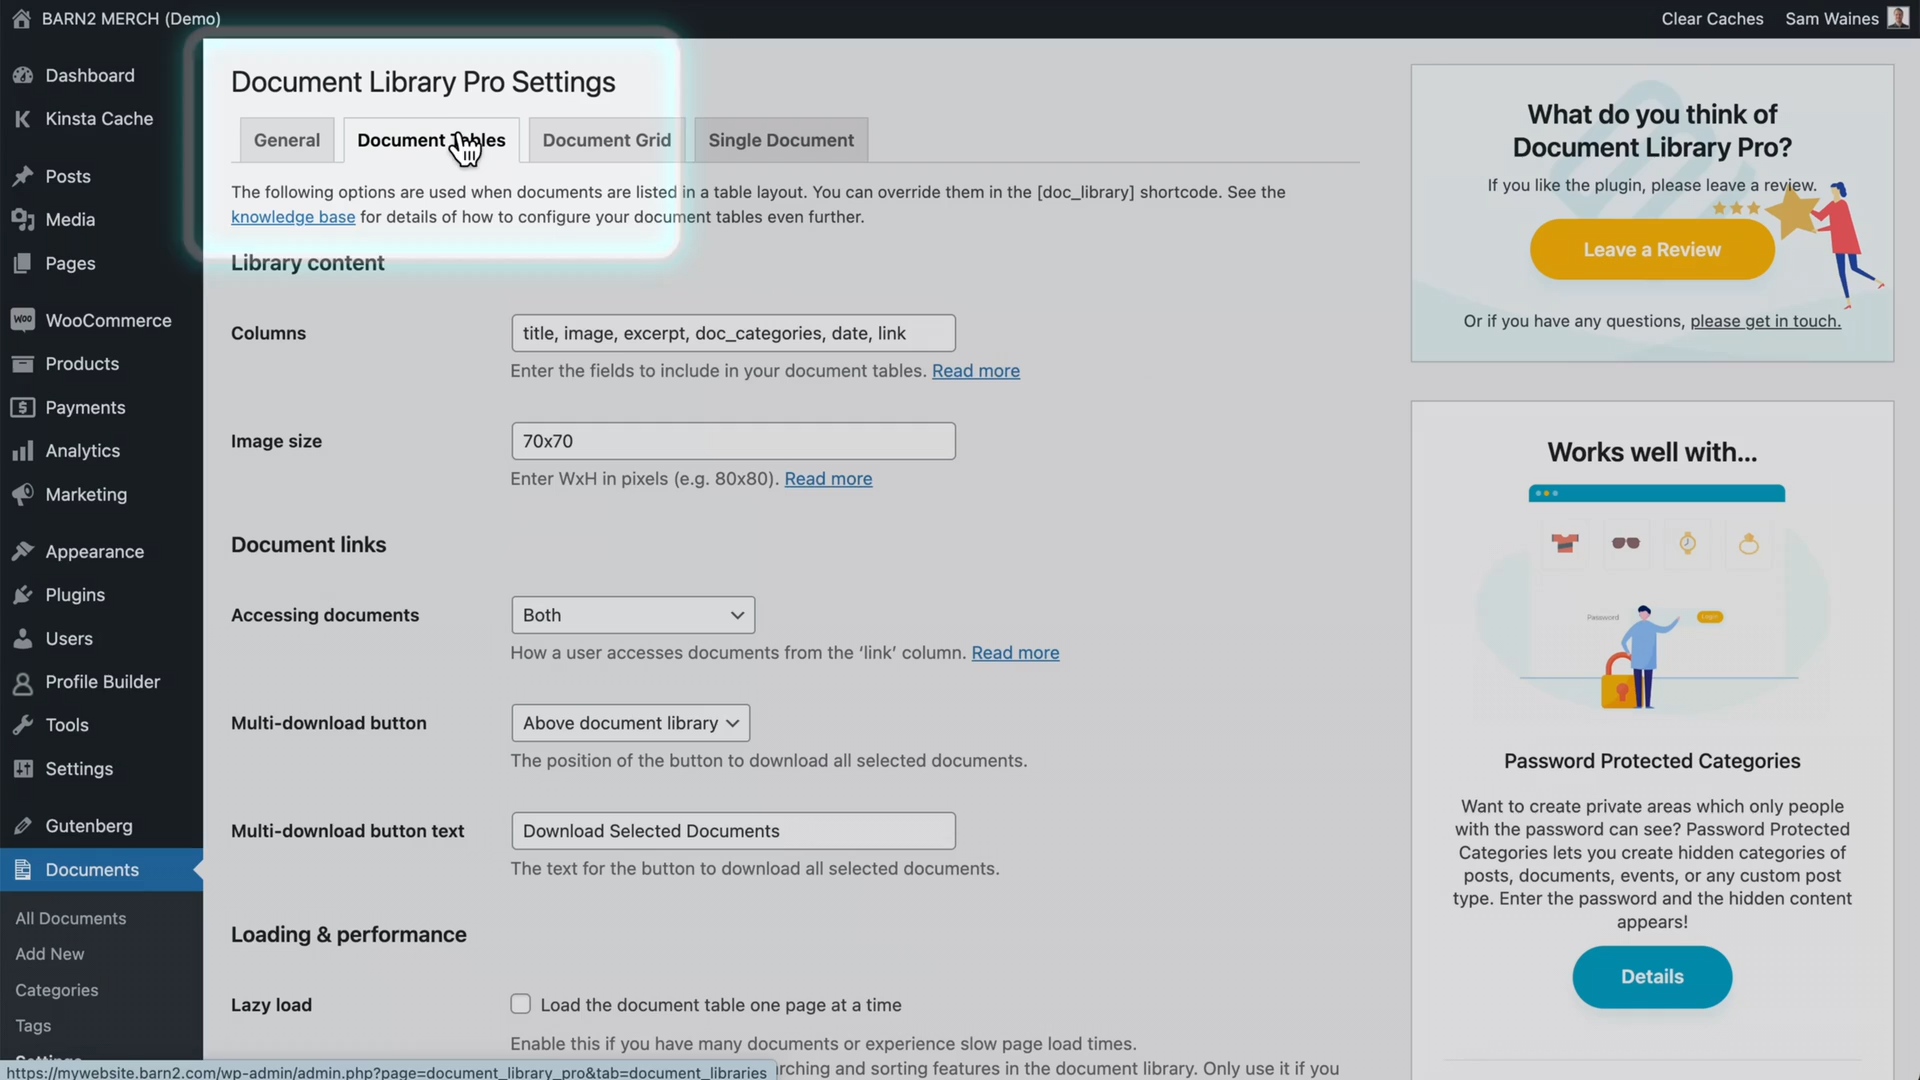 BARN2 MERCH (Demo)
Clear Caches
Sam Waines
Dashboard
Kinsta Cache
Posts
Media
Pages
WooCommerce
Products
Payments
Analytics
Marketing
Appearance
Plugins
Users
Profile Builder
Tools
Settings
Gutenberg
Documents
All Documents
Add New
Categories
Tags
Settings
Document Library Pro Settings
General
Document Tables
Document Grid
Single Document
The following options are used when documents are listed in a table layout. You can override them in the [doc_library] shortcode. See the
knowledge base for details of how to configure your document tables even further.
Library content
Columns
title, image, excerpt, doc_categories, date, link
Enter the fields to include in your document tables. Read more
Image size
70x70
Enter WxH in pixels (e.g. 80x80). Read more
Document links
Accessing documents
Both
How a user accesses documents from the ‘link’ column. Read more
Multi-download button
Above document library
The position of the button to download all selected documents.
Multi-download button text
Download Selected Documents
The text for the button to download all selected documents.
Loading & performance
Lazy load
Load the document table one page at a time
Enable this if you have many documents or experience slow page load times.
rching and sorting features in the document library. Only use it if you
https://mywebsite.barn2.com/wp-admin/admin.php?page=document_library_pro&tab=document_libraries
What do you think of
Document Library Pro?
If you like the plugin, please leave a review.
Leave a Review
Or if you have any questions, please get in touch.
Works well with...
Password
Login
Password Protected Categories
Want to create private areas which only people
with the password can see? Password Protected
Categories lets you create hidden categories of
posts, documents, events, or any custom post
type. Enter the password and the hidden content
appears!
Details